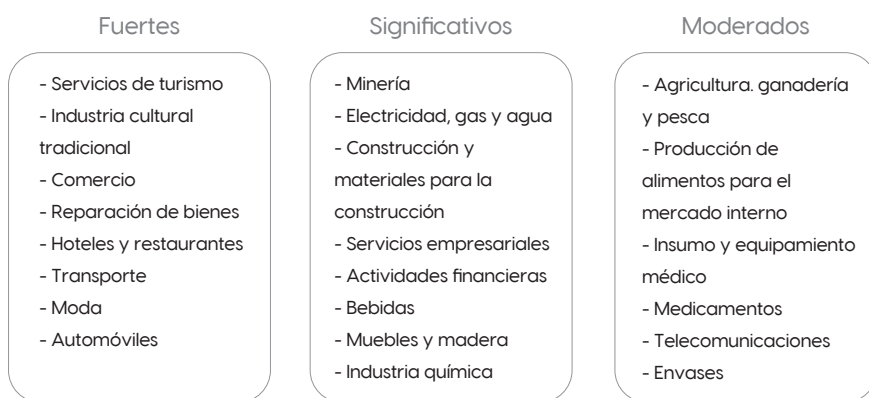 Fuertes
- Servicios de turismo
- Industria cultural
tradicional
- Comercio
- Reparación de bienes
- Hoteles y restaurantes
- Transporte
- Moda
- Automóviles
Significativos
- Minería
- Electricidad, gas y agua
- Construcción y
materiales para la
construcción
- Servicios empresariales
- Actividades financieras
- Bebidas
- Muebles y madera
- Industria química
Moderados
- Agricultura. ganadería
y pesca
- Producción de
alimentos para el
mercado interno
- Insumo y equipamiento
médico
- Medicamentos
- Telecomunicaciones
- Envases